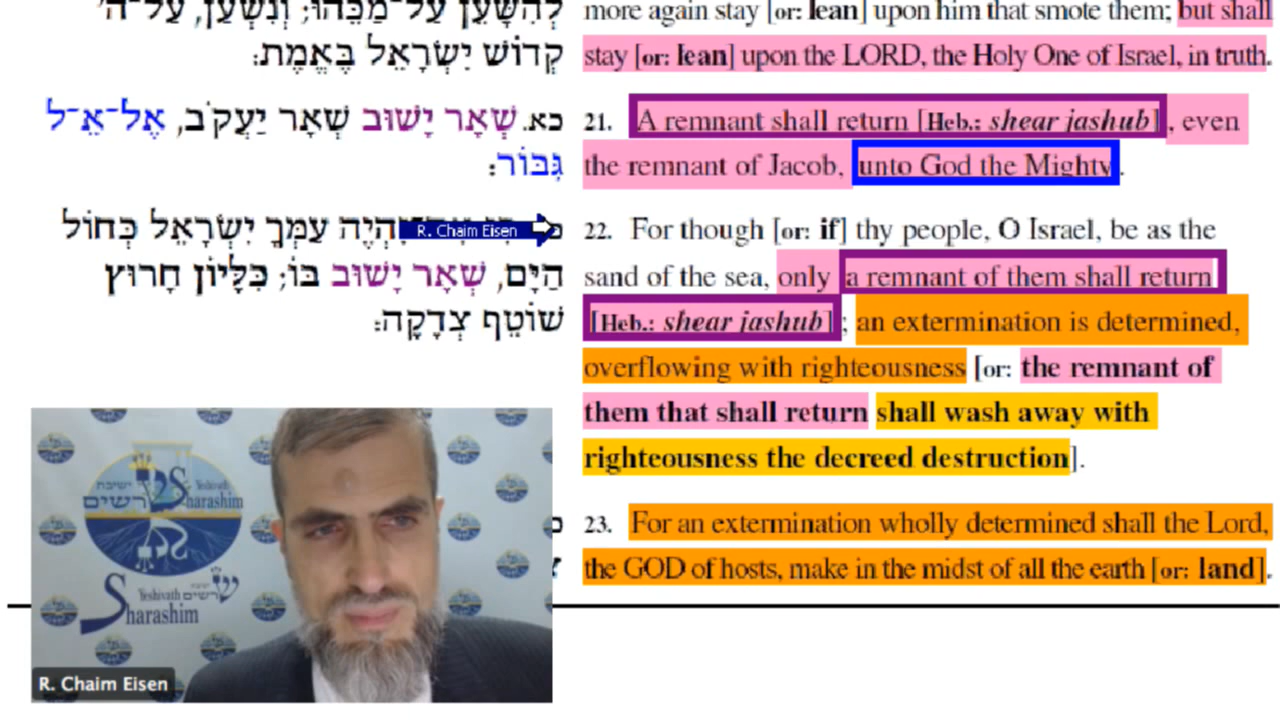 לְהִשָּׁעֵן עַל־מַכֵּהוּ; וְנִשְׁעַן, עַל־ה'
קְדוֹשׁ יִשְׂרָאֵל בֶּאֱמֶת:
כא. שְׁאָר יָשׁוּב שְׁאָר יַעֲקֹב, אֶל־אֵ־ל
גִּבּוֹר:
יִהְיֶה עַמְּךָ יִשְׂרָאֵל כְּחוֹל
הַיָּם, שְׁאָר יָשׁוּב בּוֹ; כִּלָּיוֹן חָרוּץ
שׁוֹטֵף צְדָקָה:
more again stay [or: lean] upon him that smote them; but shall
stay [or: lean] upon the LORD, the Holy One of Israel, in truth.
21. A remnant shall return [Heb.: shear jashub], even
the remnant of Jacob, unto God the Mighty.
22. For though [or: if] thy people, O Israel, be as the
sand of the sea, only a remnant of them shall return
[Heb.: shear jashub]; an extermination is determined,
overflowing with righteousness [or: the remnant of
them that shall return shall wash away with
righteousness the decreed destruction].
23. For an extermination wholly determined shall the Lord,
the GOD of hosts, make in the midst of all the earth [or: land].
R. Chaim Eisen
ישיבת
שרשים
Sharashim
Yeshivath
ישיבת
שרשים
Sharashim
R. Chaim Eisen